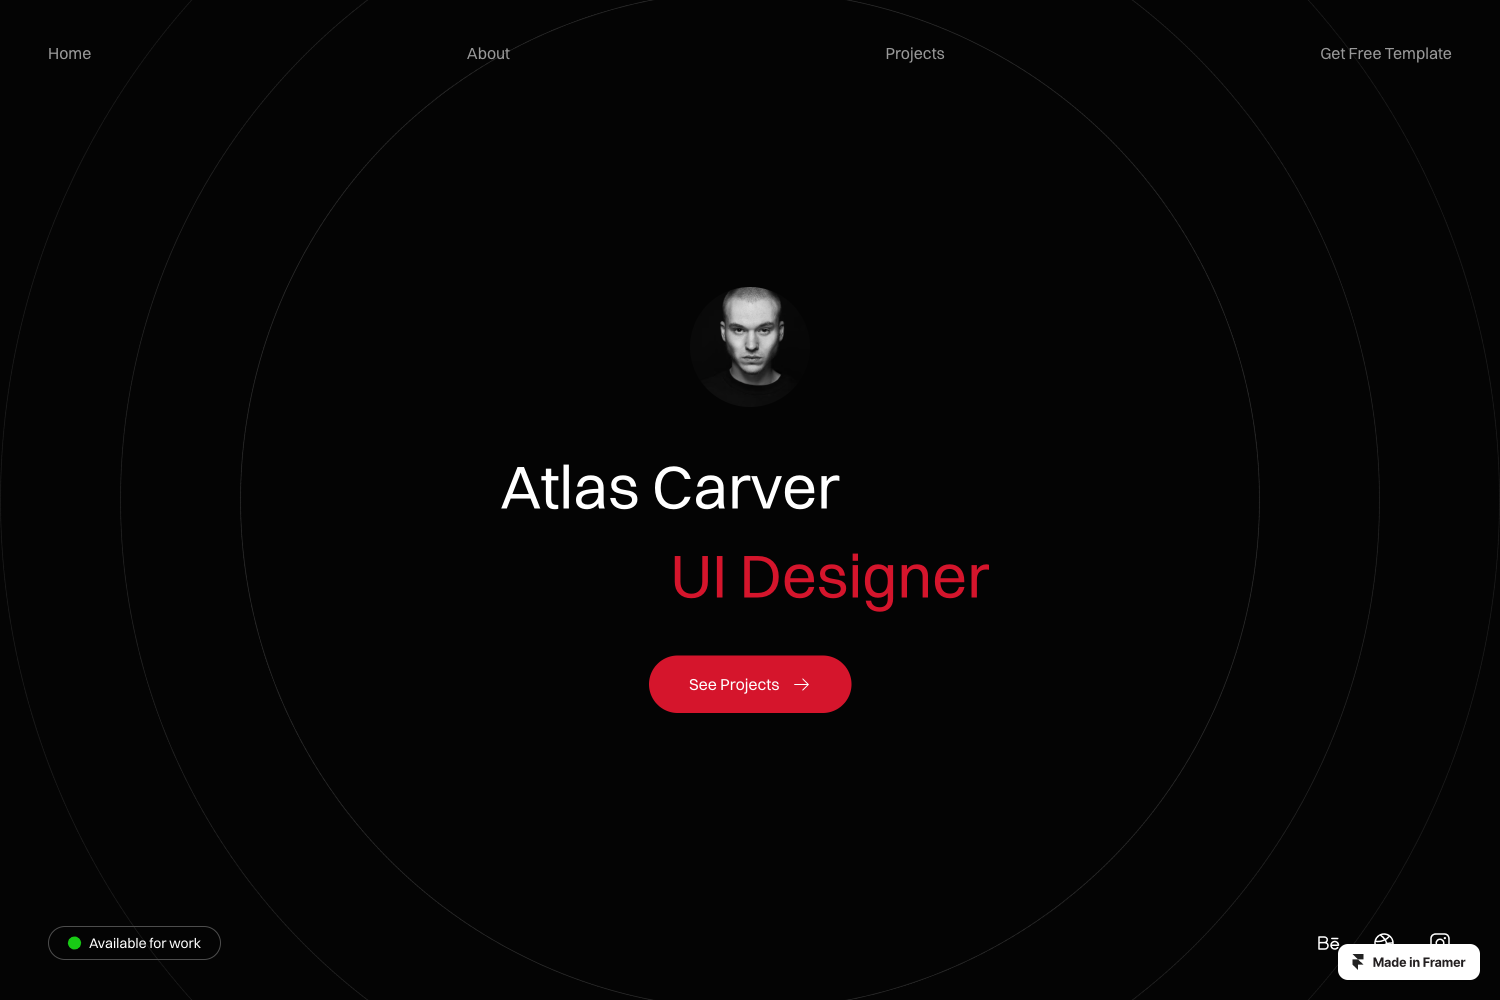 Home
About
Projects
Get Free Template
Atlas Carver
UI Designer
See Projects
Available for work
Bē
Made in Framer